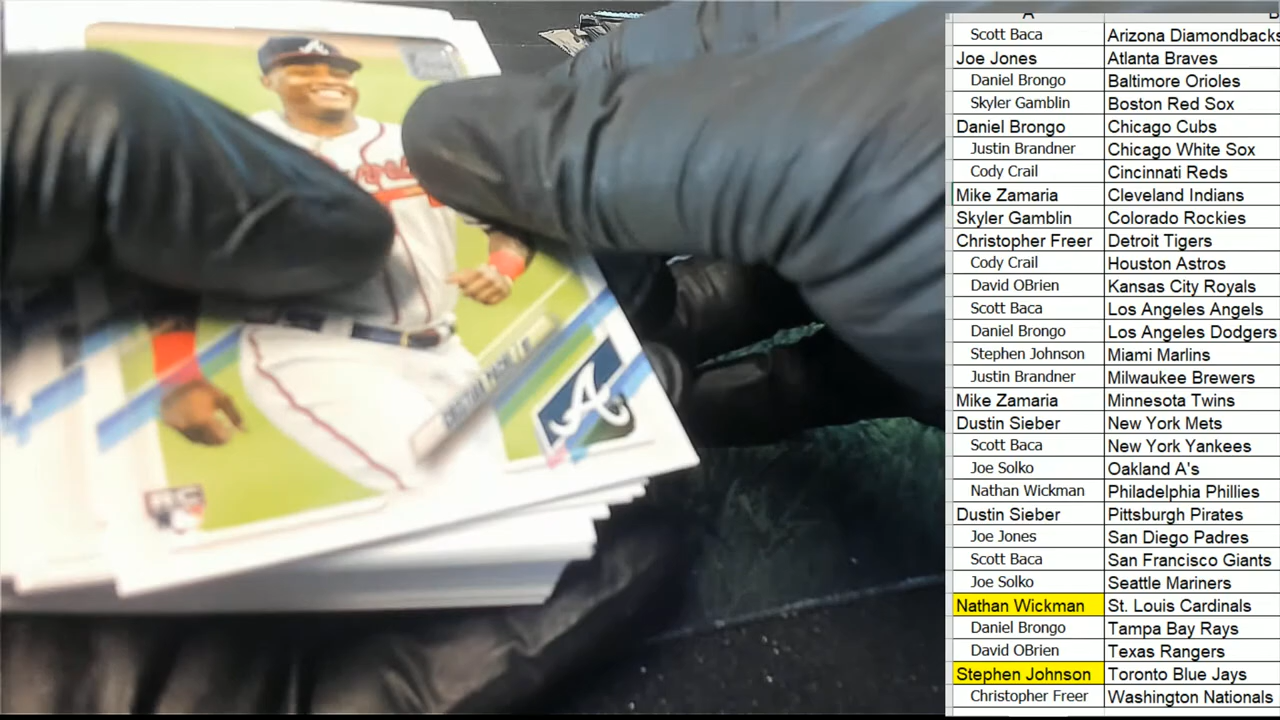 A
Scott Baca Arizona Diamondbacks
Joe Jones Atlanta Braves
Daniel Brongo Baltimore Orioles
Skyler Gamblin Boston Red Sox
Daniel Brongo Chicago Cubs
Justin Brandner Chicago White Sox
Cody Crail Cincinnati Reds
Mike Zamaria Cleveland Indians
Skyler Gamblin Colorado Rockies
Christopher Freer Detroit Tigers
Cody Crail Houston Astros
David OBrien Kansas City Royals
Scott Baca Los Angeles Angels
Daniel Brongo Los Angeles Dodgers
Stephen Johnson Miami Marlins
Justin Brandner Milwaukee Brewers
Mike Zamaria Minnesota Twins
Dustin Sieber New York Mets
Scott Baca New York Yankees
Joe Solko Oakland A's
Nathan Wickman Philadelphia Phillies
Dustin Sieber Pittsburgh Pirates
Joe Jones San Diego Padres
Scott Baca San Francisco Giants
Joe Solko Seattle Mariners
Nathan Wickman St. Louis Cardinals
Daniel Brongo Tampa Bay Rays
David OBrien Texas Rangers
Stephen Johnson Toronto Blue Jays
Christopher Freer Washington Nationals
A
A
RC